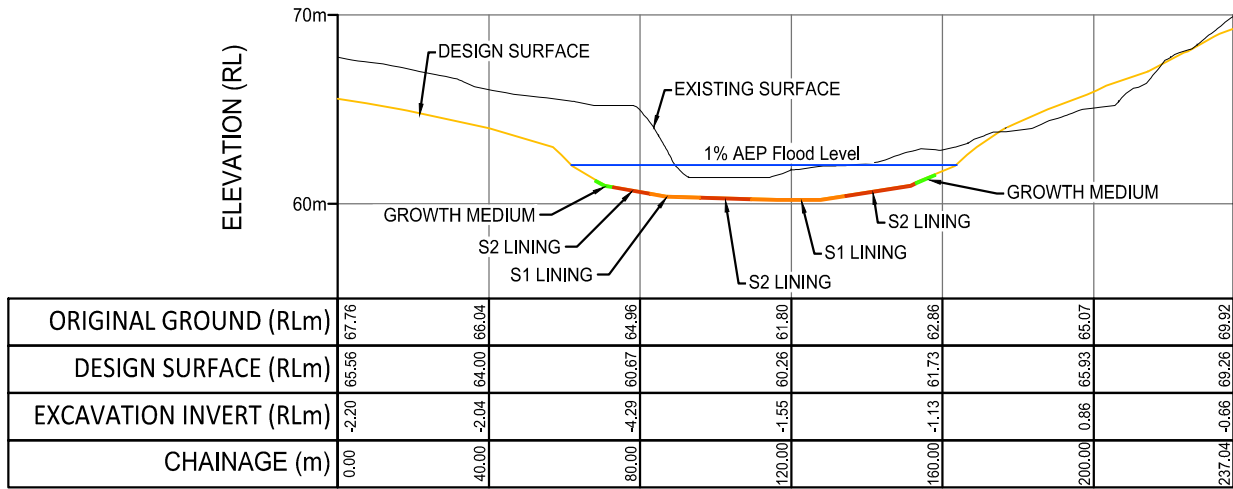 70m
DESIGN SURFACE
EXISTING SURFACE
1% AEP Flood Level
ELEVATION (RL)
60m
GROWTH MEDIUM
GROWTH MEDIUM
S2 LINING
S2 LINING
S1 LINING
S1 LINING
S2 LINING
ORIGINAL GROUND (RLm) 67.76 66.04 64.96 61.80 62.86 65.07 69.92
DESIGN SURFACE (RLm) 65.56 64.00 60.67 60.26 61.73 65.93 69.26
EXCAVATION INVERT (RLm) -2.20 -2.04 -4.29 -1.55 -1.13 0.86 -0.66
CHAINAGE (m) 0.00 40.00 80.00 120.00 160.00 200.00 237.04